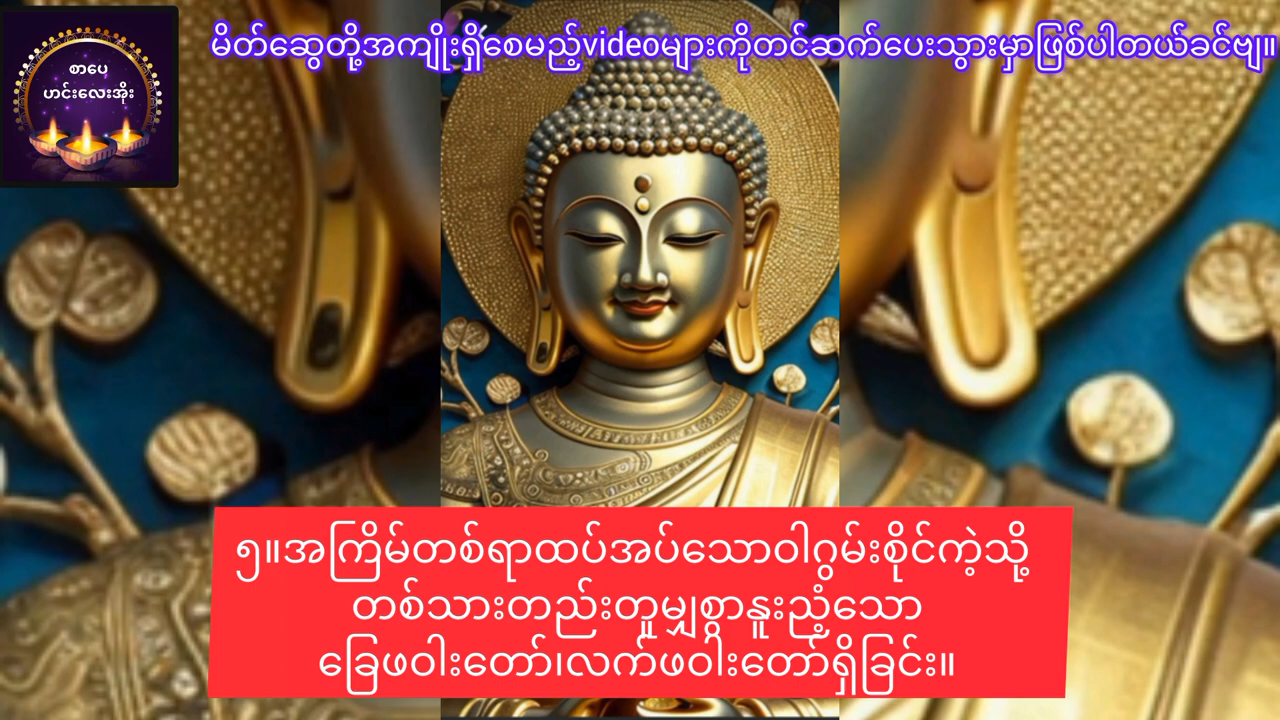 စာပေ
ဟင်းလေးအိုး
မိတ်ဆွေတို့အကျိုးရှိစေမည့်videoများကိုတင်ဆက်ပေးသွားမှာဖြစ်ပါတယ်ခင်ဗျ။
၅။အကြိမ်တစ်ရာထပ်အပ်သောဝါဂွမ်းစိုင်ကဲ့သို့
တစ်သားတည်းတူမျှစွာနူးညံ့သော
ခြေဖဝါးတော်၊လက်ဖဝါးတော်ရှိခြင်း။